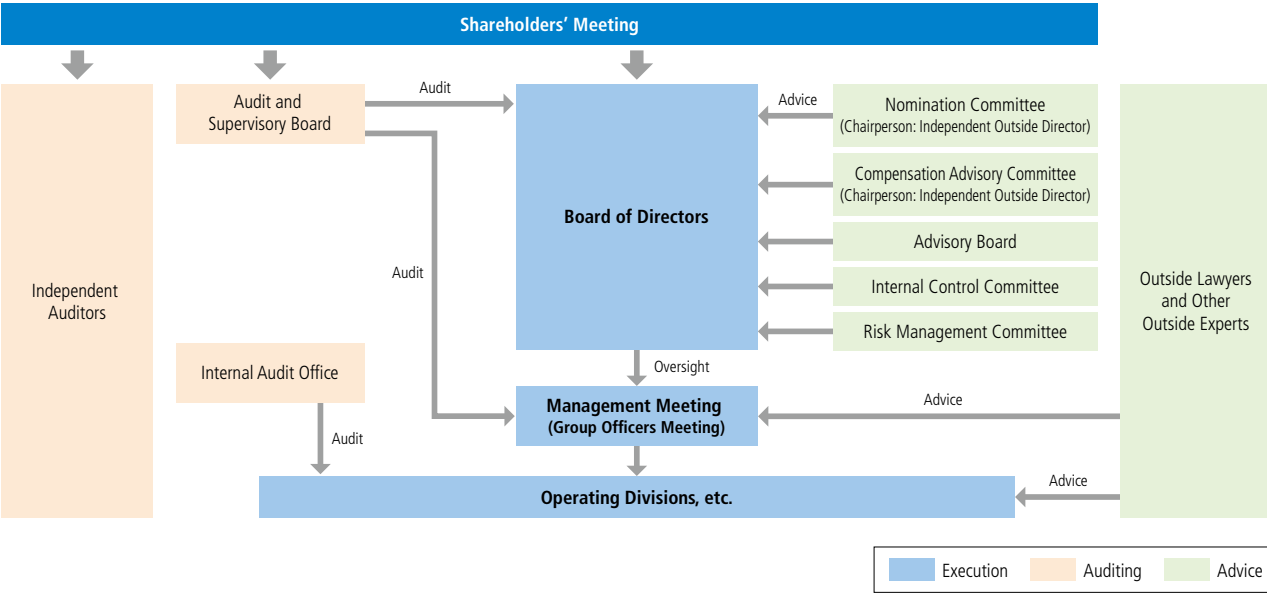 Shareholders’ Meeting
Independent
Auditors
Audit and
Supervisory Board
Audit
Audit
Internal Audit Office
Audit
Board of Directors
Oversight
Management Meeting
(Group Officers Meeting)
Operating Divisions, etc.
Advice
Nomination Committee
(Chairperson: Independent Outside Director)
Compensation Advisory Committee
(Chairperson: Independent Outside Director)
Advisory Board
Internal Control Committee
Risk Management Committee
Advice
Advice
Outside Lawyers
and Other
Outside Experts
Execution
Auditing
Advice